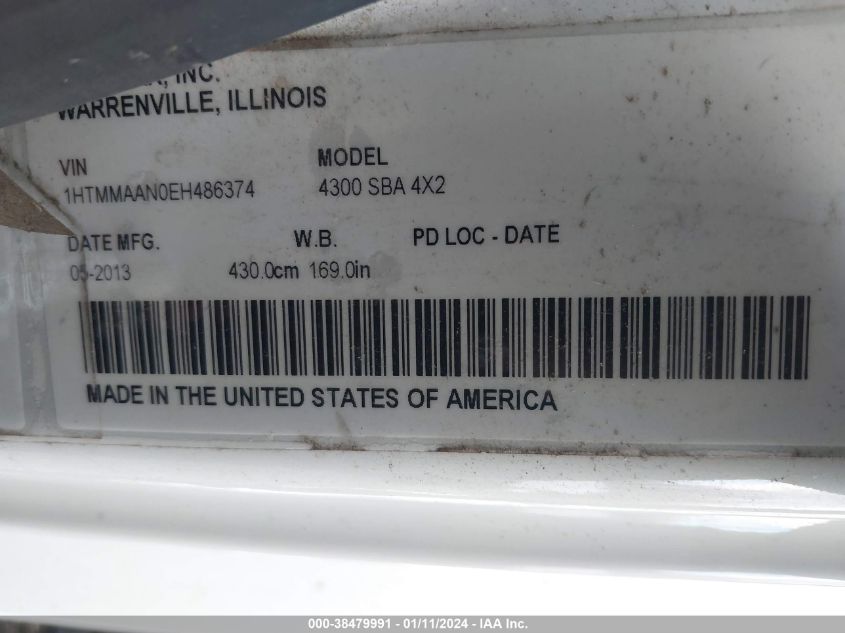 INC.
WARRENVILLE, ILLINOIS
VIN MODEL
1HTMMAAN0EH486374 4300 SBA 4X2
DATE MFG. W.B. PD LOC - DATE
05-2013 430.0cm 169.0in
MADE IN THE UNITED STATES OF AMERICA
000-38479991 - 01/11/2024 - IAA Inc.